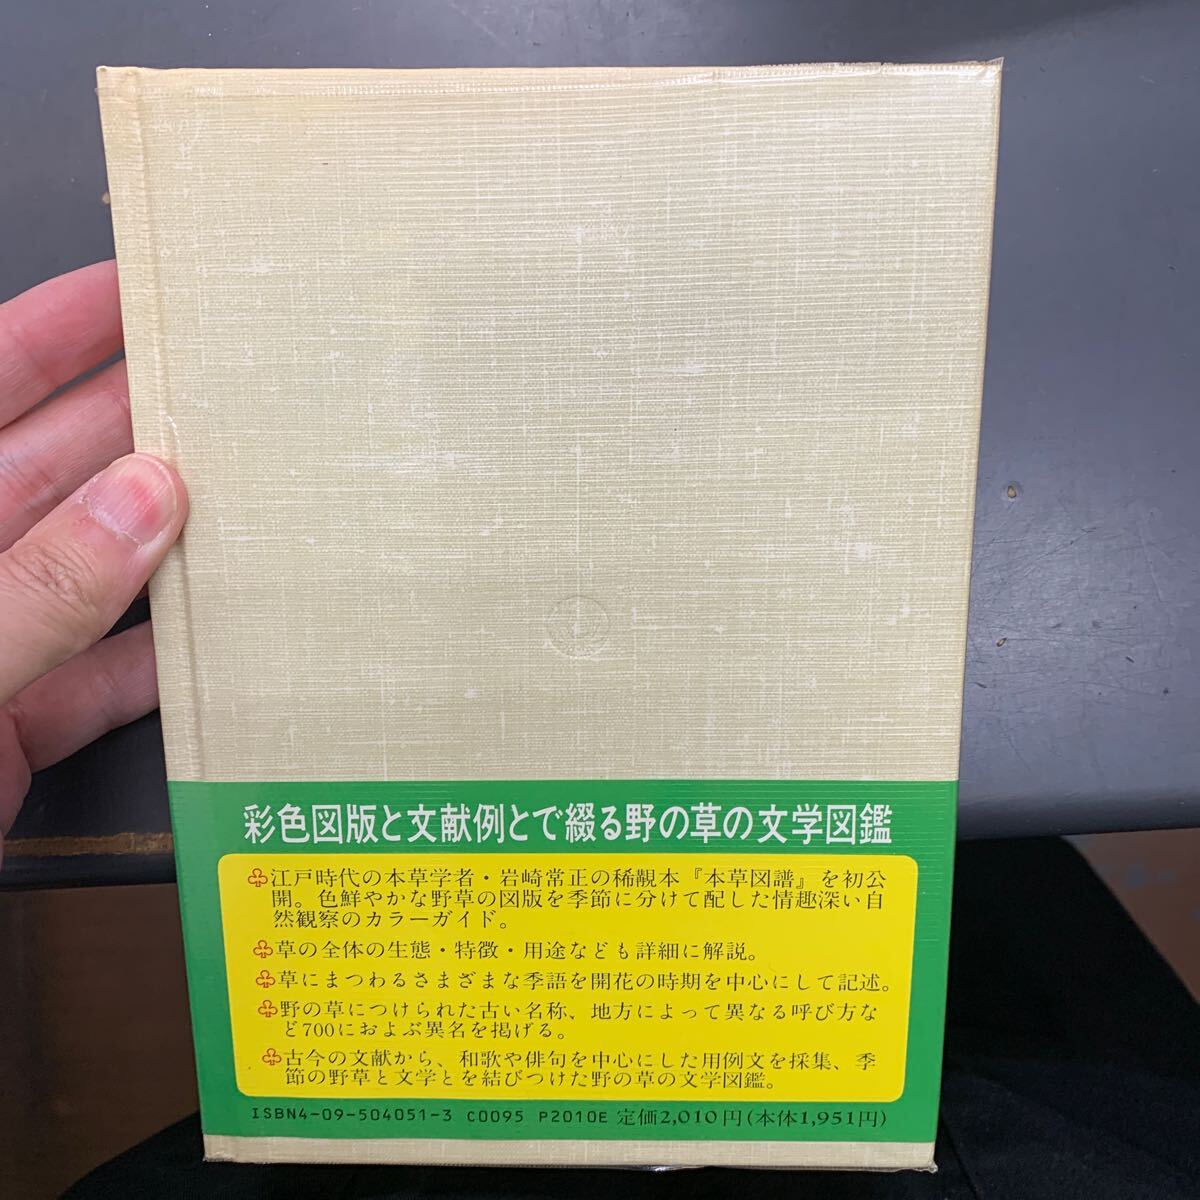 彩色図版と文献例とで綴る野の草の文学図鑑
♧江戸時代の本草学者・岩崎常正の稀覯本『本草図譜』を初公
開。色鮮やかな野草の図版を季節に分けて配した情趣深い自
然観察のカラーガイド。
♧草の全体の生態・特徴・用途なども詳細に解説。
♧草にまつわるさまざまな季語を開花の時期を中心にして記述。
♧野の草につけられた古い名称、地方によって異なる呼び方な
ど700におよぶ異名を掲げる。
♧古今の文献から、和歌や俳句を中心にした用例文を採集、季
節の野草と文学とを結びつけた野の草の文学図鑑。
ISBN4-09-504051-3 C0095 P2010E 定価2,010円(本体1,951円)